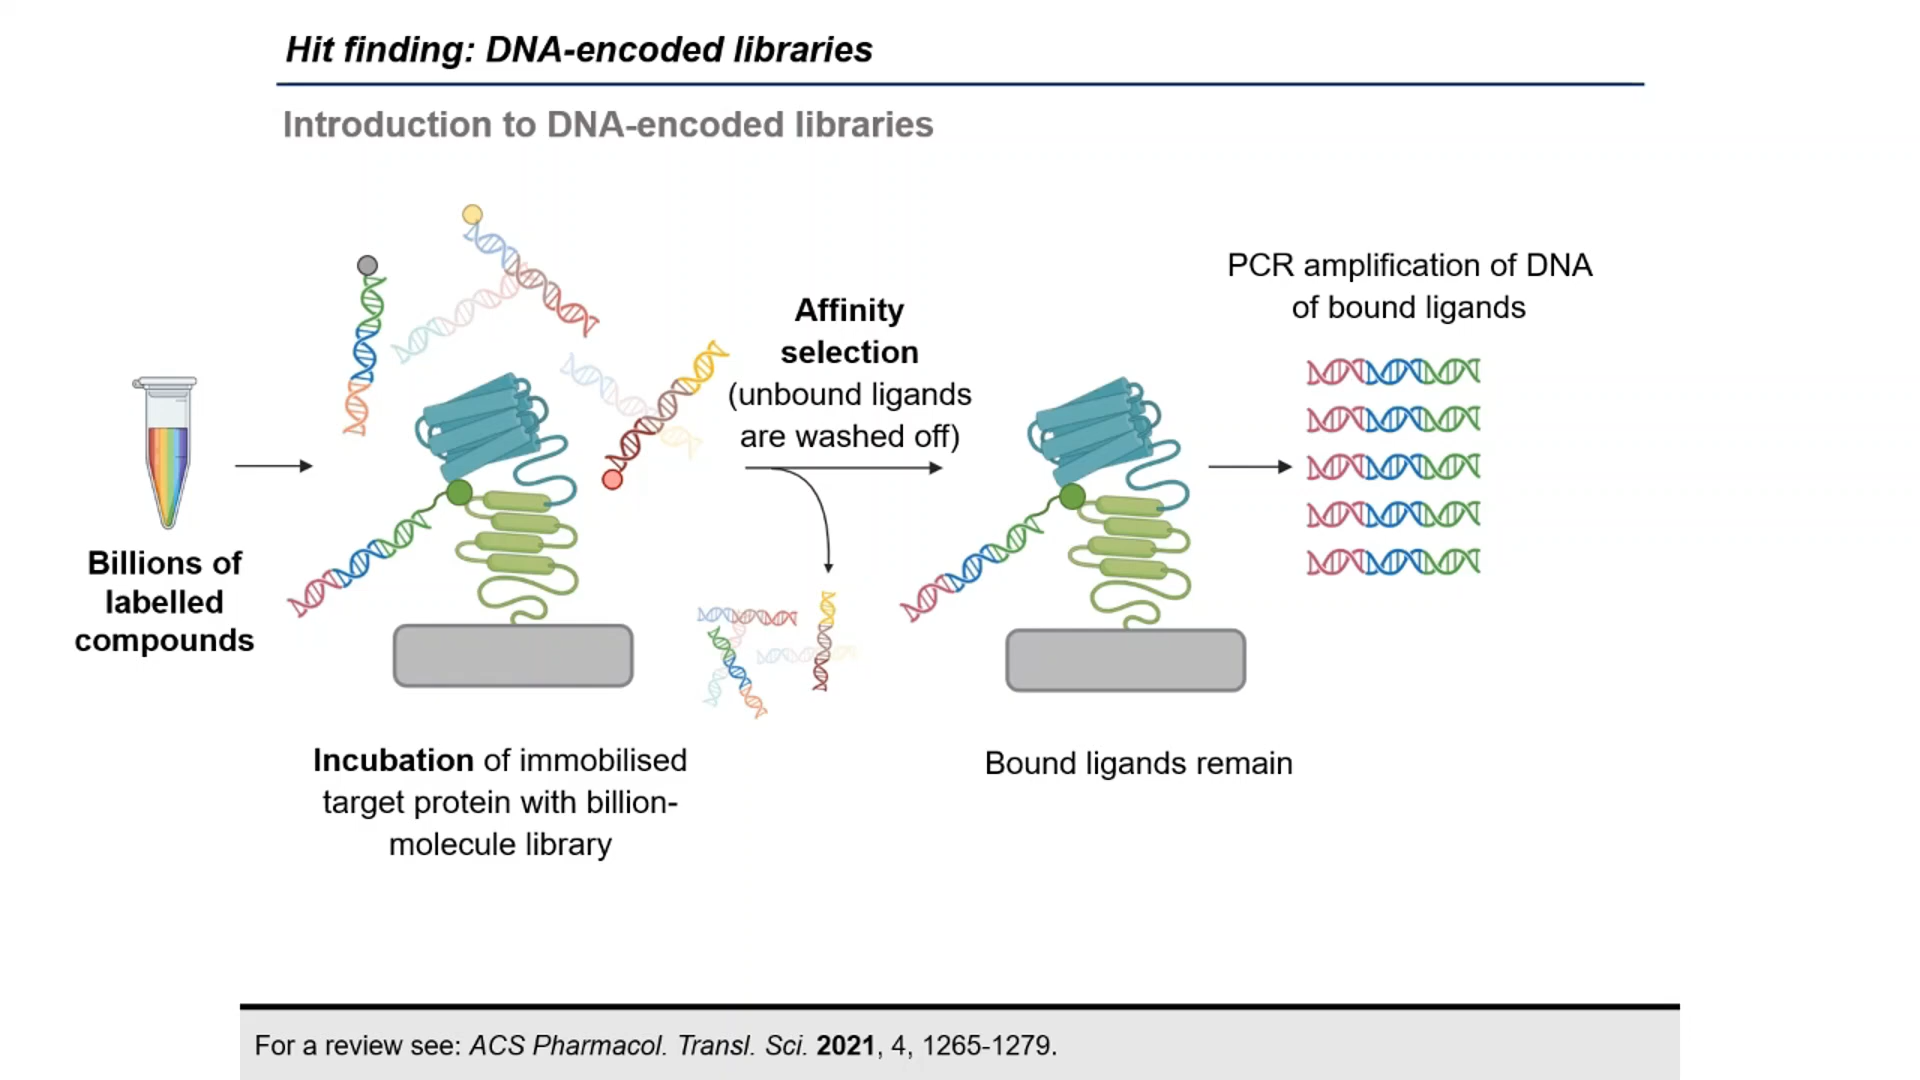 Hit finding: DNA-encoded libraries
Introduction to DNA-encoded libraries
Billions of
labelled
compounds
Incubation of immobilised
target protein with billion-
molecule library
Affinity
selection
(unbound ligands
are washed off)
Bound ligands remain
PCR amplification of DNA
of bound ligands
For a review see: ACS Pharmacol. Transl. Sci. 2021, 4, 1265-1279.